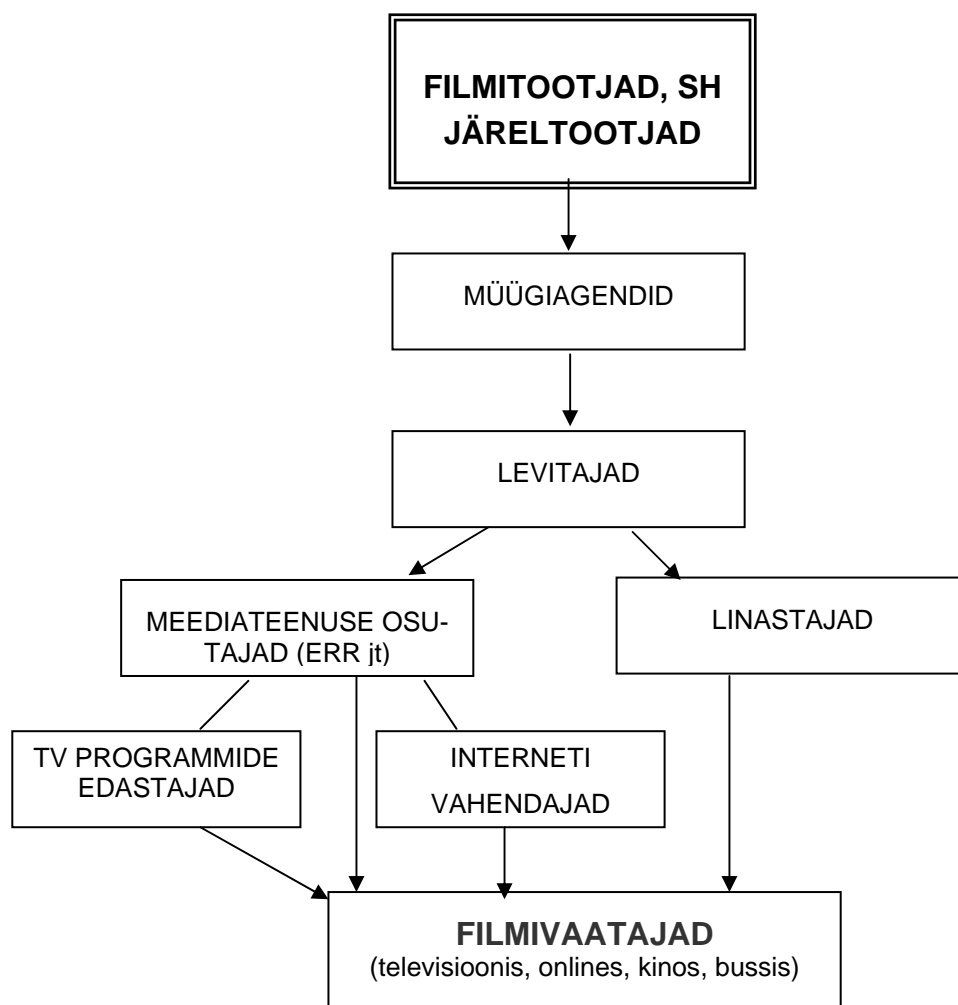 FILMITOOTJAD, SH
JÄRELTOOTJAD
MÜÜGIAGENDID
LEVITAJAD
MEEDIATEENUSE OSU-
TAJAD (ERR jt)
LINASTAJAD
TV PROGRAMMIDE
EDASTAJAD
INTERNETI
VAHENDAJAD
FILMIVAATAJAD
(televisioonis, onlines, kinos, bussis)